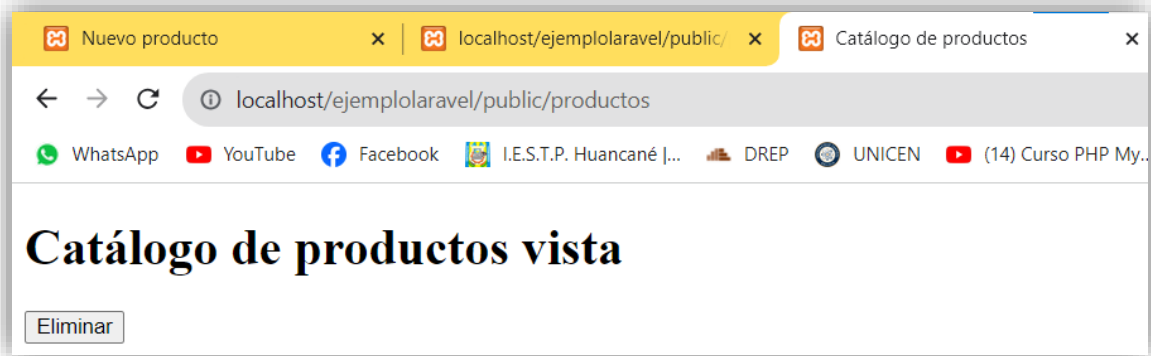 Nuevo producto localhost/ejemplolaravel/public/ Catálogo de productos
localhost/ejemplolaravel/public/productos
WhatsApp YouTube Facebook I.E.S.T.P. Huancané |... DREP UNICEN (14) Curso PHP My...
Catálogo de productos vista
Eliminar